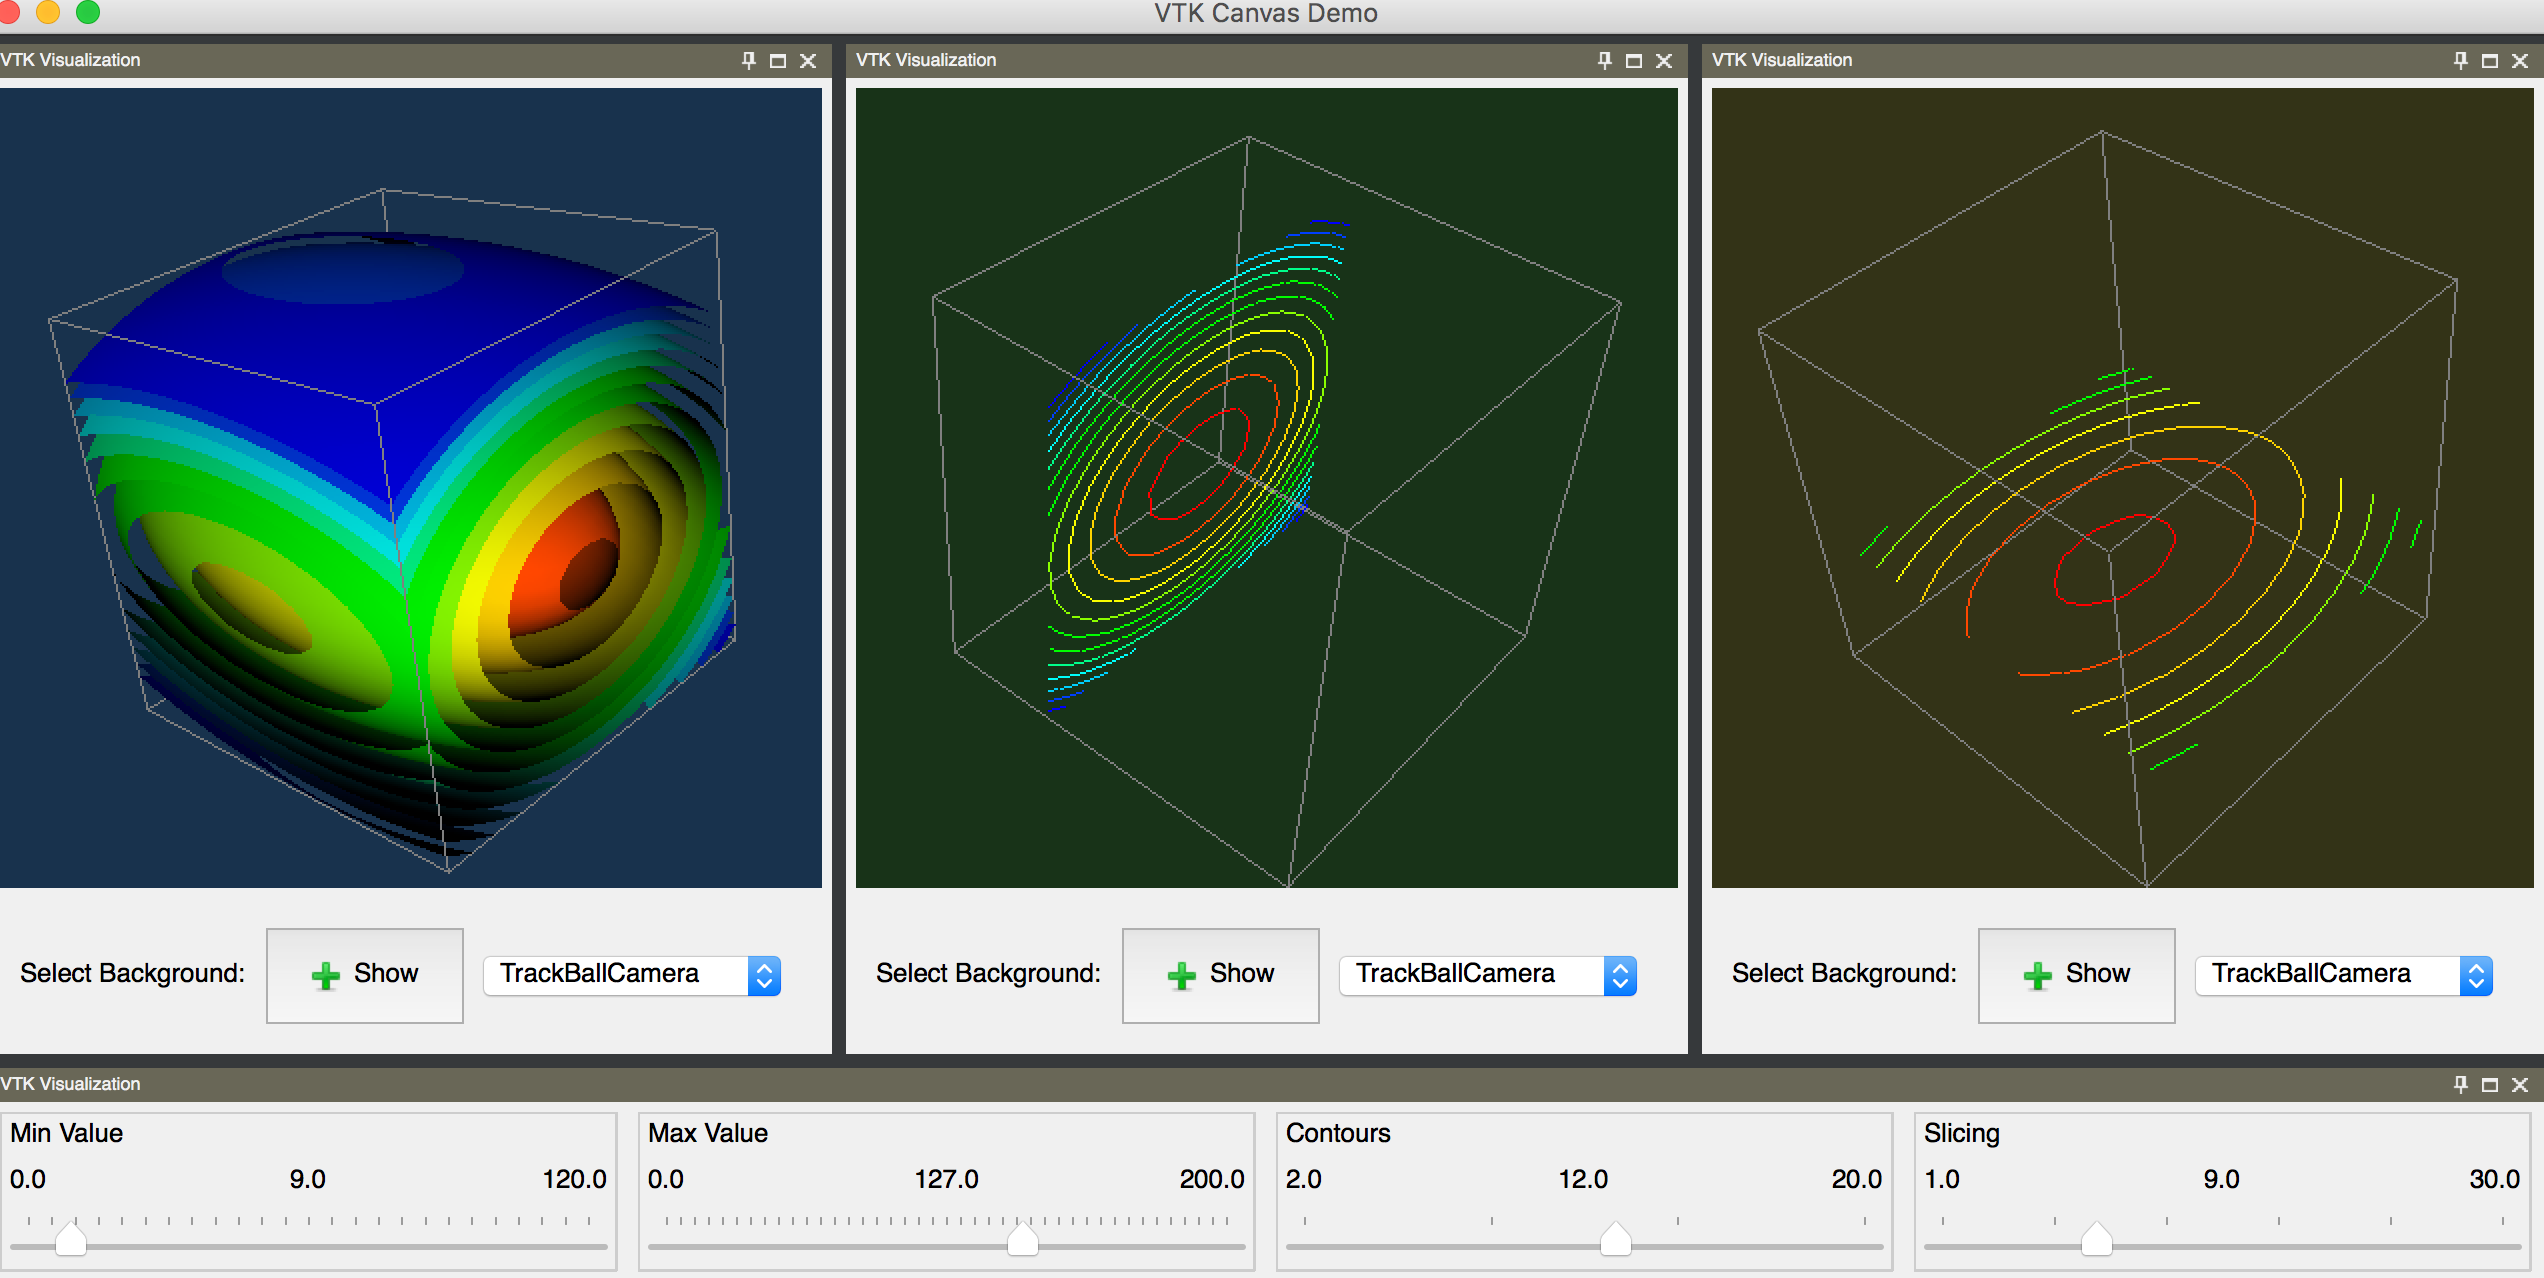 VTK Canvas Demo
VTK Visualization
VTK Visualization
VTK Visualization
Select Background:
Show
TrackBallCamera
Select Background:
Show
TrackBallCamera
Select Background:
Show
TrackBallCamera
VTK Visualization
Min Value
0.0 9.0 120.0
Max Value
0.0 127.0 200.0
Contours
2.0 12.0 20.0
Slicing
1.0 9.0 30.0